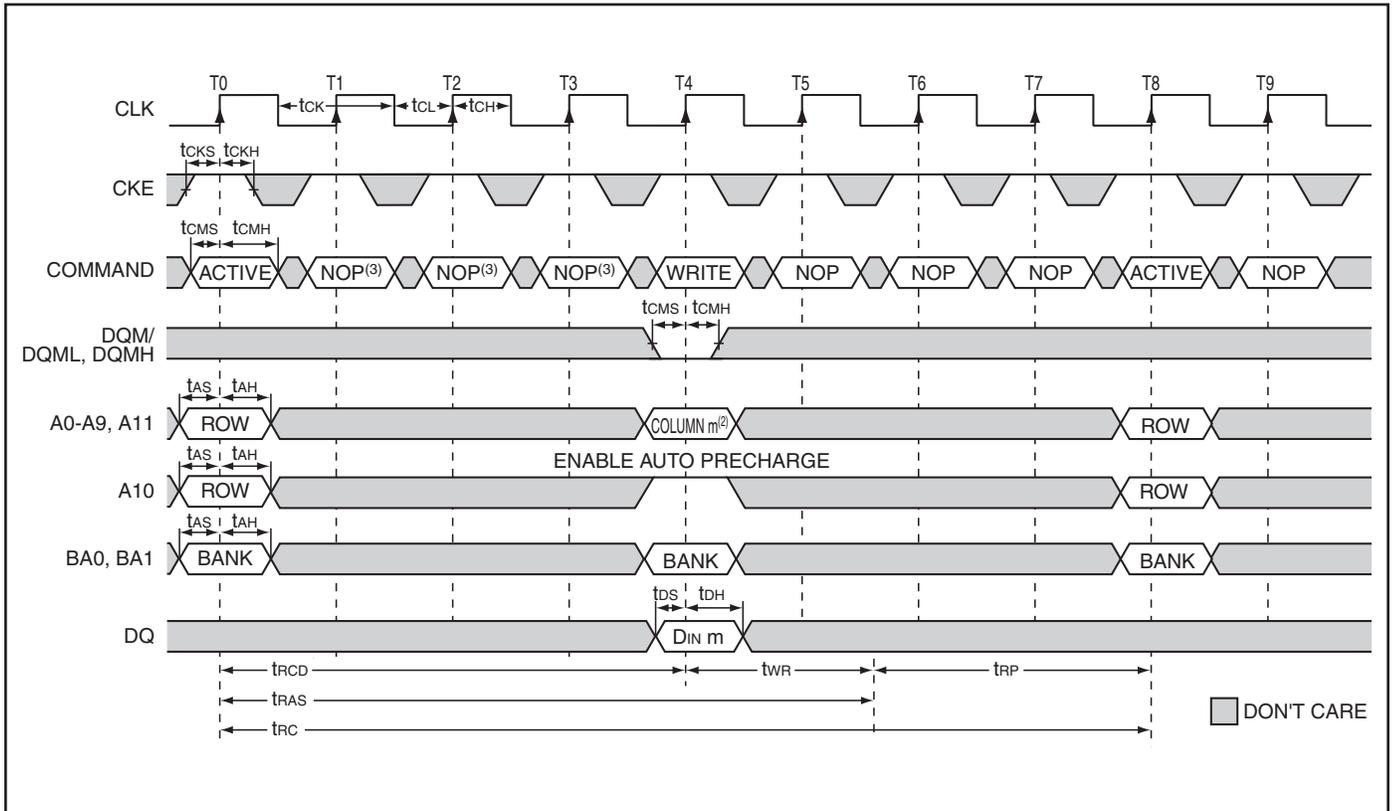 T0 T1 T2 T3 T4 T5 T6 T7 T8 T9
CLK tCK tCL tCH
tCKS tCKH
CKE
tCMS tCMH
COMMAND ACTIVE NOP(3) NOP(3) NOP(3) WRITE NOP NOP NOP ACTIVE NOP
tCMS tCMH
DQM/
DQML, DQMH
tAS tAH
A0-A9, A11 ROW COLUMN m(2) ROW
tAS tAH ENABLE AUTO PRECHARGE
A10 ROW ROW
tAS tAH
BA0, BA1 BANK BANK BANK
tDS tDH
DQ DIN m
tRCD tWR tRP
tRAS
DON'T CARE
tRC